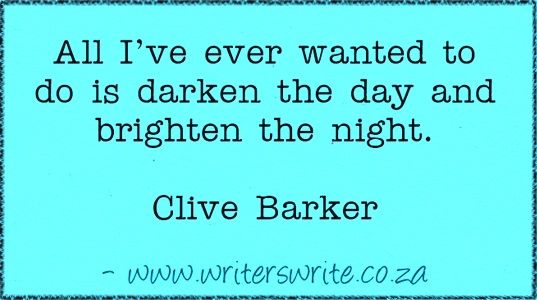 All I've ever wanted to
do is darken the day and
brighten the night.
Clive Barker
- www.writerswrite.co.za